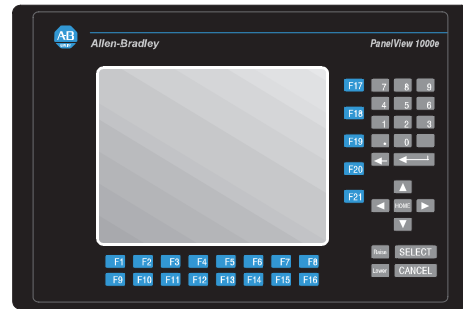 AB
Allen-Bradley
PanelView 1000e
F17
7 8 9
F18
4 5 6
1 2 3
F19
. 0
F20
F21
HOME
F1 F2 F3 F4 F5 F6 F7 F8
Raise SELECT
F9 F10 F11 F12 F13 F14 F15 F16
Lower CANCEL